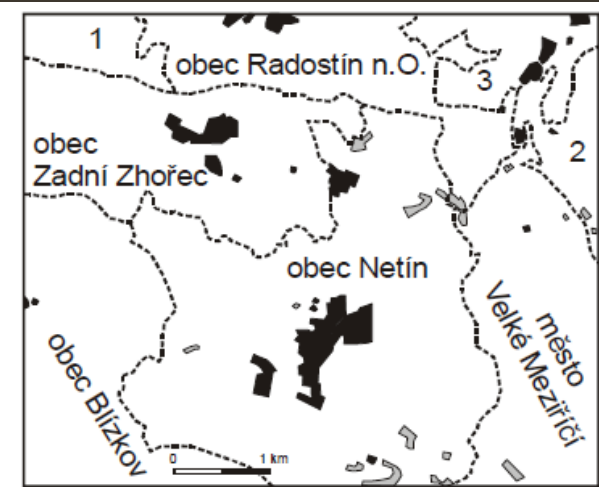 1
obec Radostín n.O.
3
2
obec
Zadní Zhořec
obec Netín
město
Velké Meziříčí
obec Blízkov
0 1 km